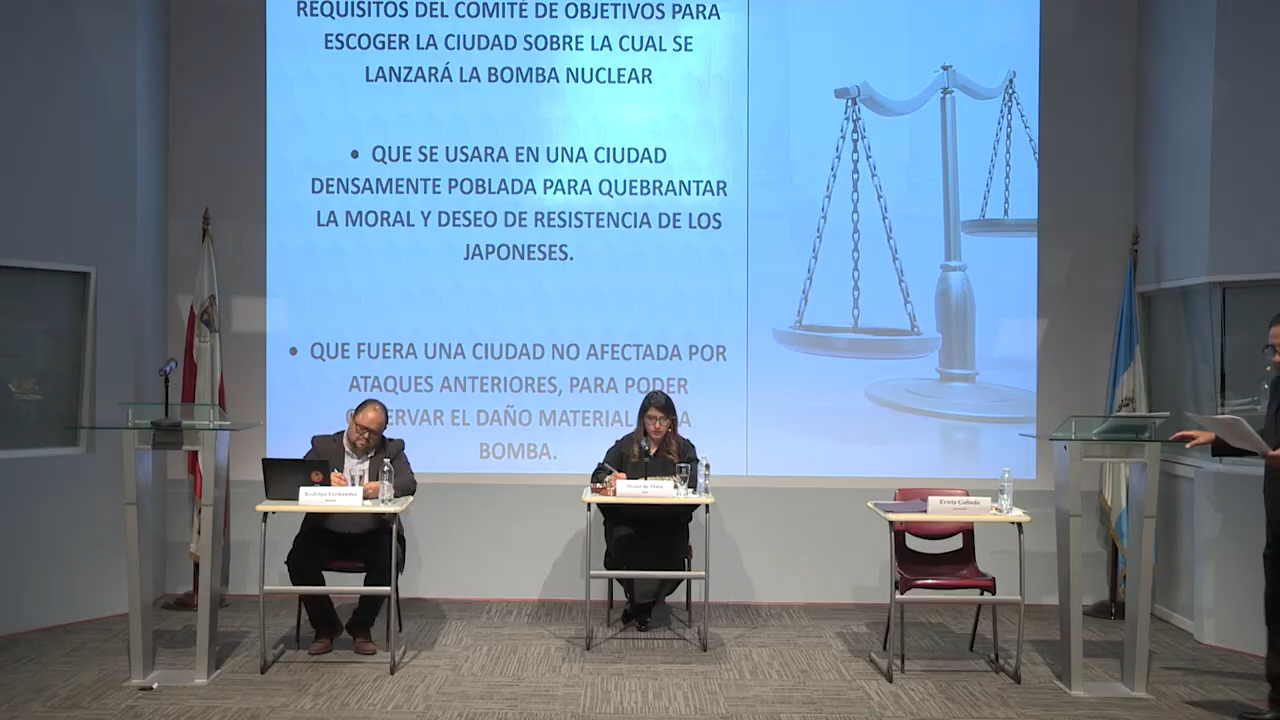 REQUISITOS DEL COMITÉ DE OBJETIVOS PARA
ESCOGER LA CIUDAD SOBRE LA CUAL SE
LANZARÁ LA BOMBA NUCLEAR
• QUE SE USARA EN UNA CIUDAD
DENSAMENTE POBLADA PARA QUEBRANTAR
LA MORAL Y DESEO DE RESISTENCIA DE LOS
JAPONESES.
• QUE FUERA UNA CIUDAD NO AFECTADA POR
ATAQUES ANTERIORES, PARA PODER
SERVAR EL DAÑO MATERIAL A
BOMBA.
Rodrigo Fernández
Diana de Mata
Erwin Galindo